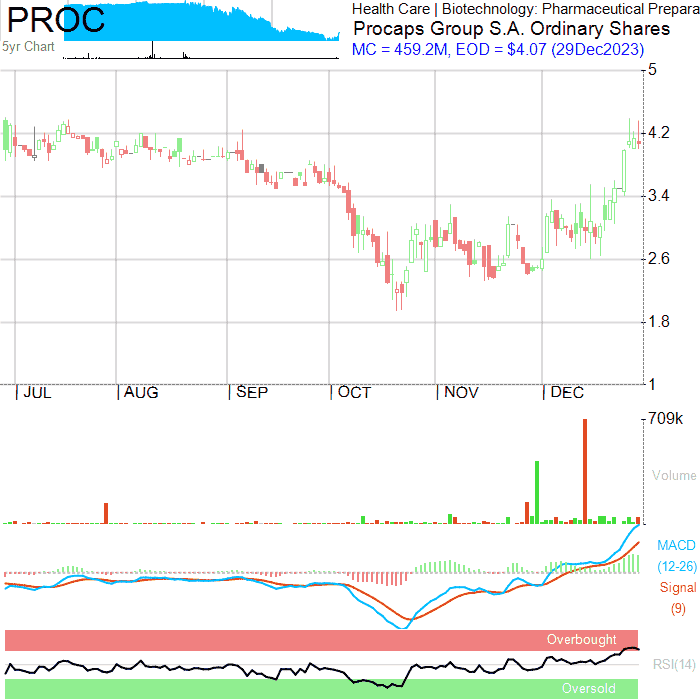 PROC
5yr Chart
Health Care | Biotechnology: Pharmaceutical Prepara
Procaps Group S.A. Ordinary Shares
MC = 459.2M, EOD = $4.07 (29Dec2023)
5
4.2
3.4
2.6
1.8
1
| JUL | AUG | SEP | OCT | NOV | DEC
709k
Volume
MACD
(12-26)
Signal
(9)
Overbought
RSI(14)
Oversold